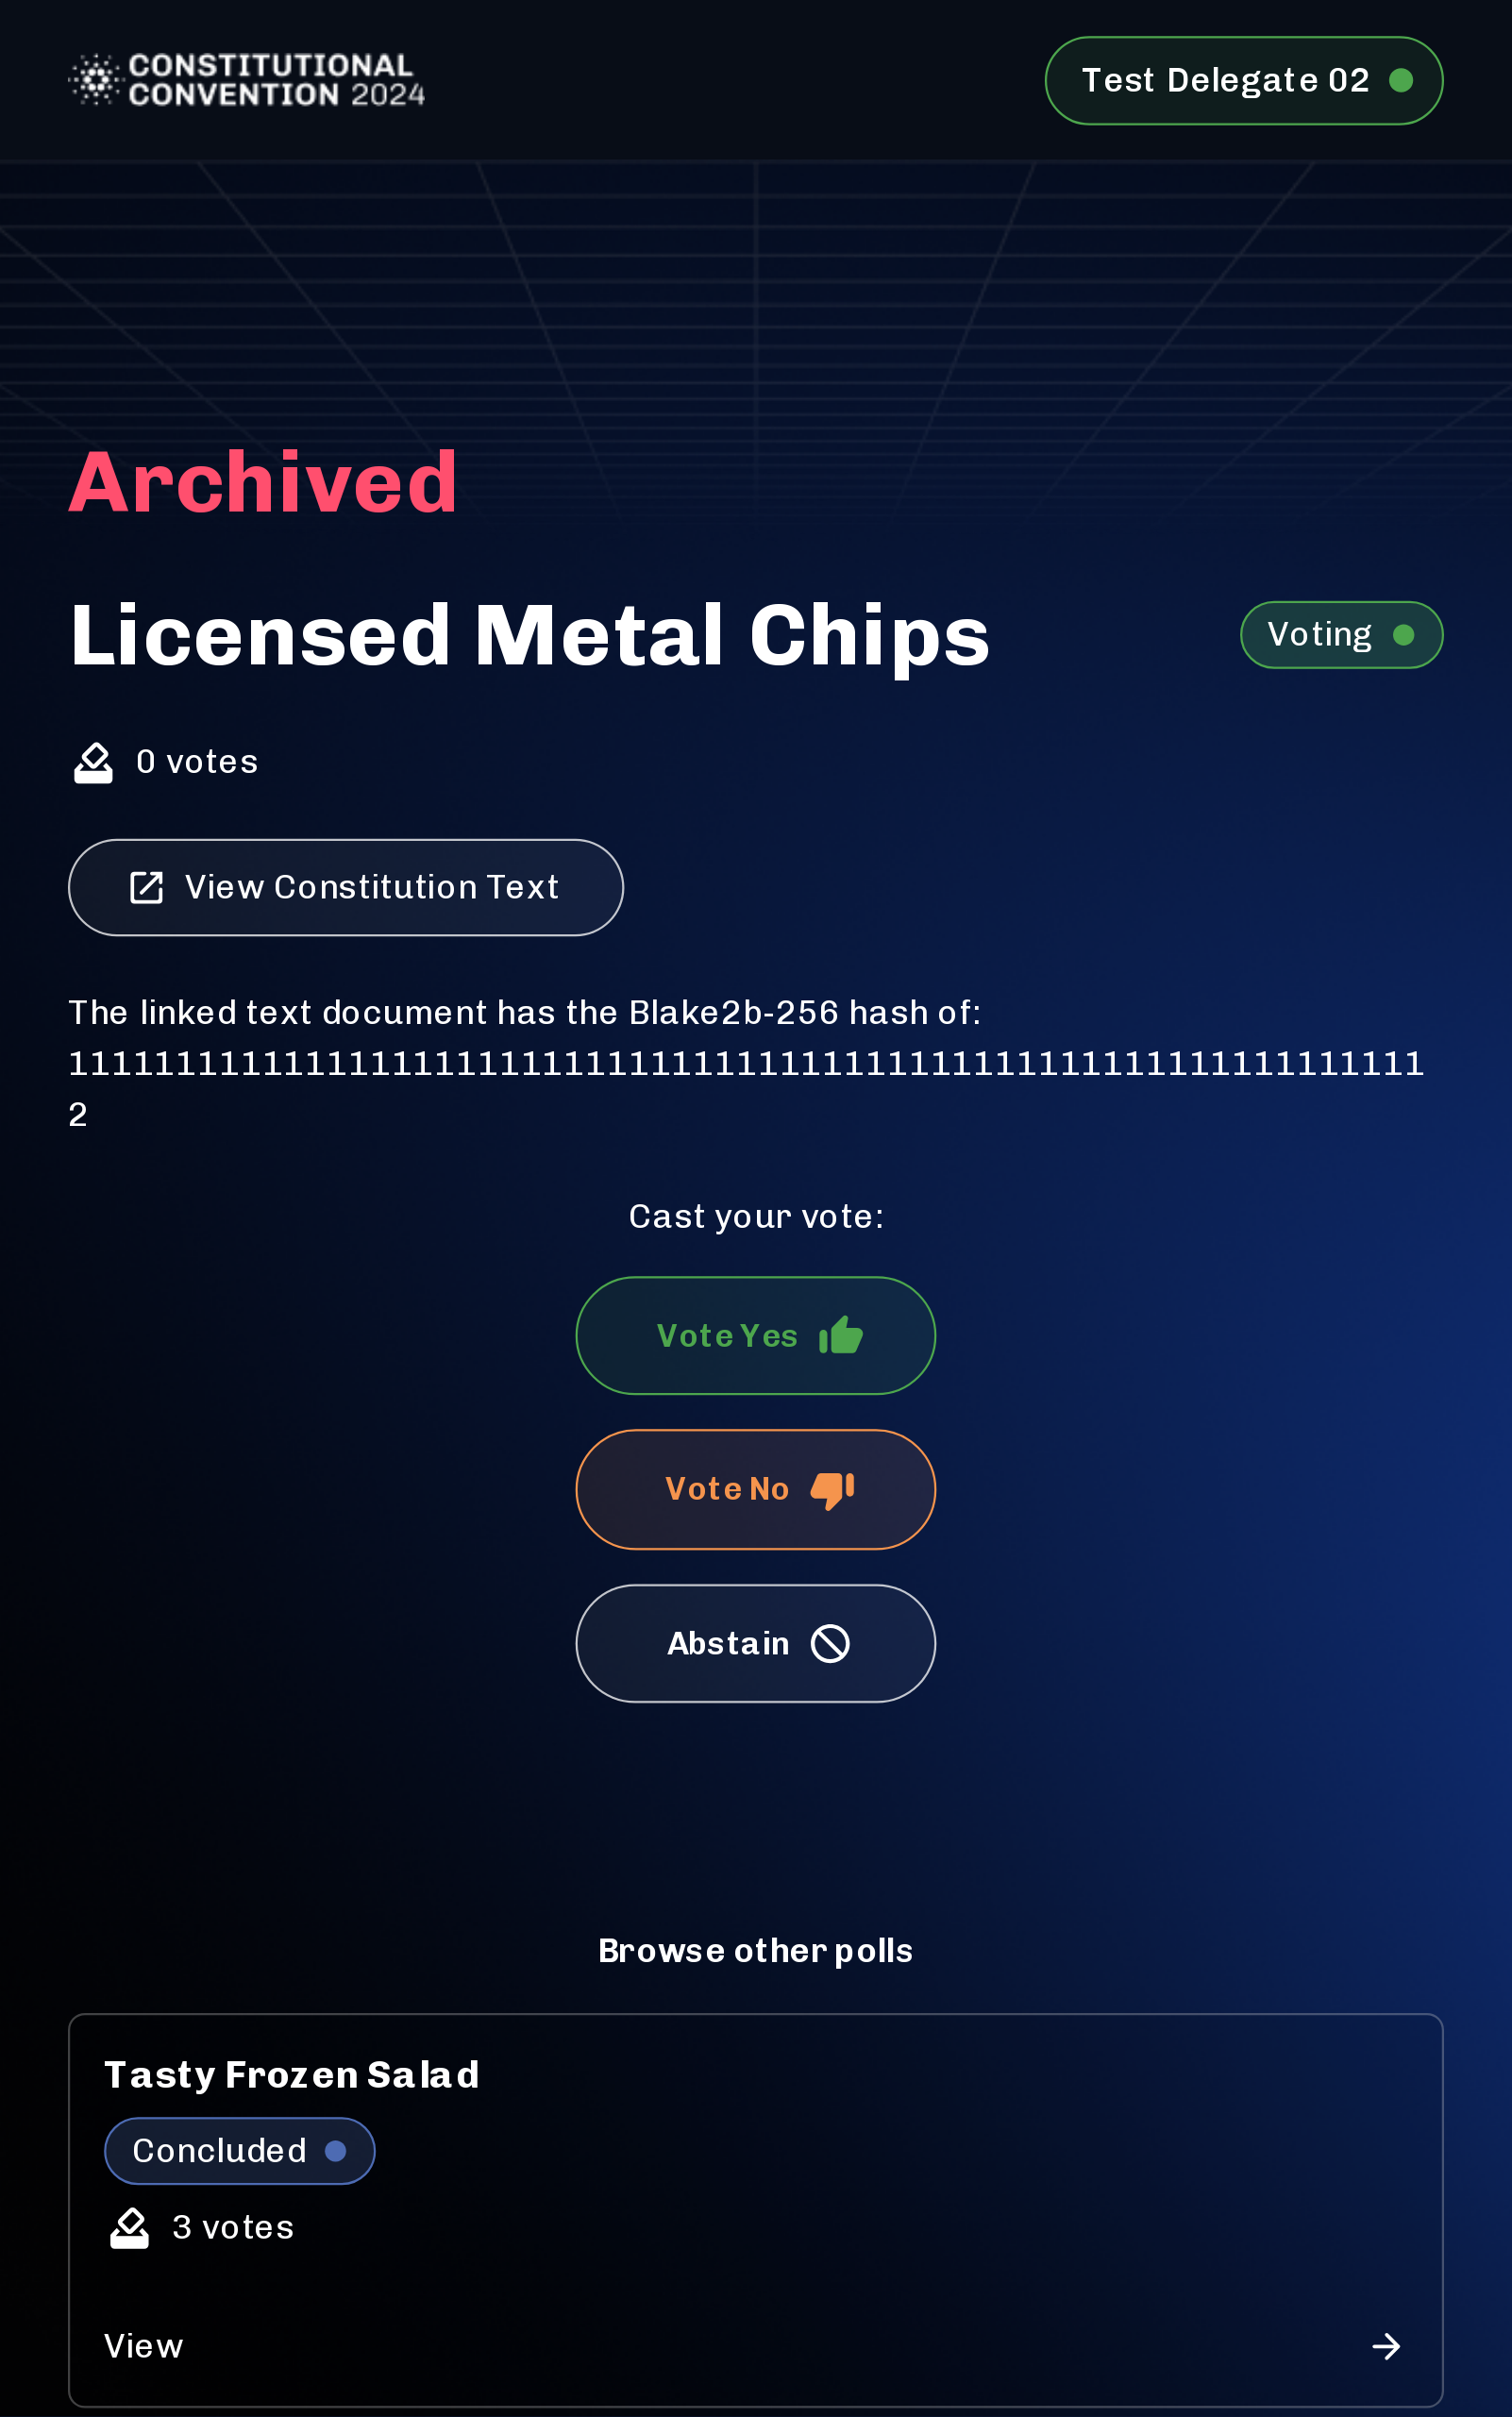 CONSTITUTIONAL
CONVENTION 2024
Test Delegate 02
Archived
Licensed Metal Chips
Voting
0 votes
View Constitution Text
The linked text document has the Blake2b-256 hash of:
111111111111111111111111111111111111111111111111111111111111111
2
Cast your vote:
Vote Yes
Vote No
Abstain
Browse other polls
Tasty Frozen Salad
Concluded
3 votes
View